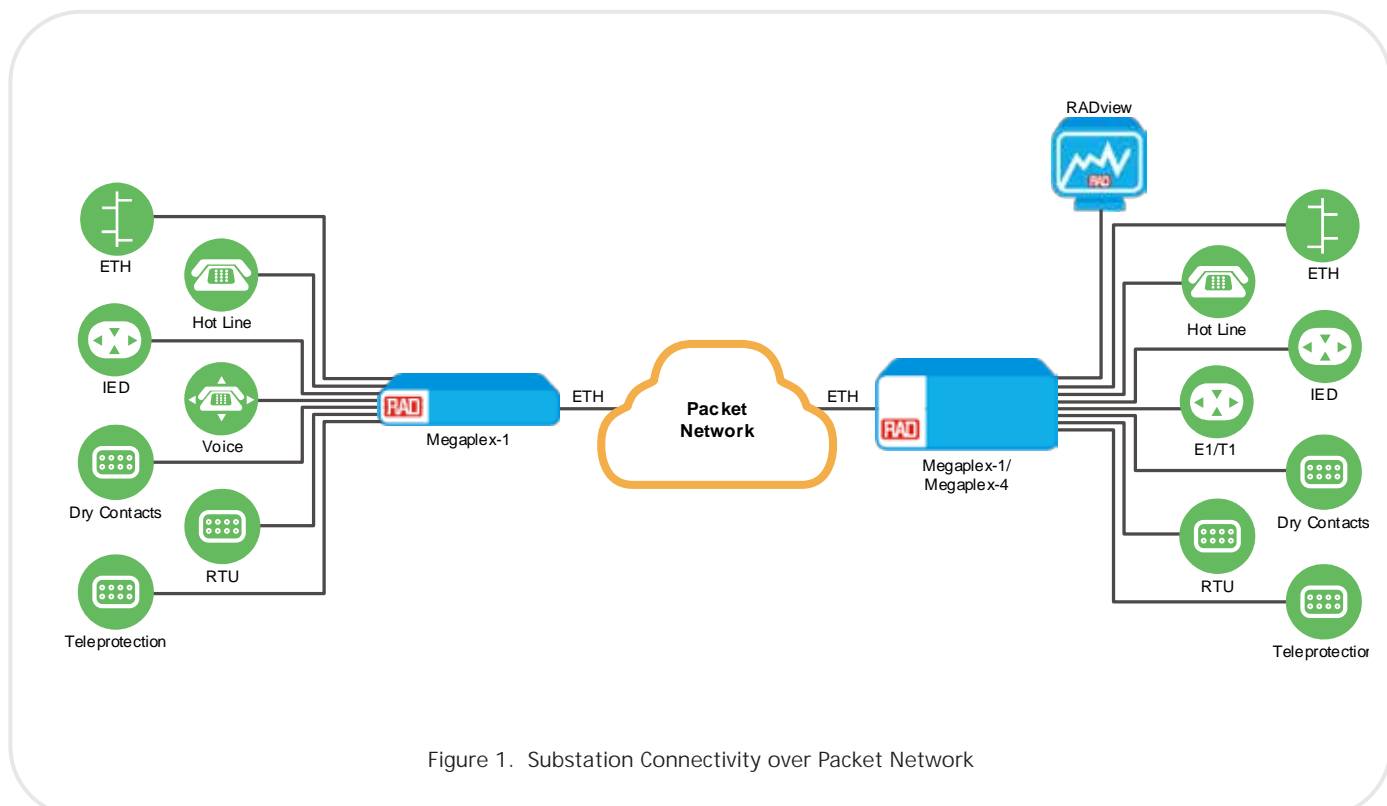 RADview
RAD
ETH
Hot Line
IED
Voice
Dry Contacts
RTU
Teleprotection
RAD
Megaplex-1
ETH
Packet
Network
ETH
RAD
Megaplex-1/
Megaplex-4
ETH
Hot Line
IED
E1/T1
Dry Contacts
RTU
Teleprotection
Figure 1. Substation Connectivity over Packet Network